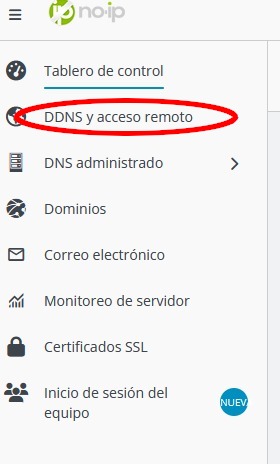 no-ip
Tablero de control
DDNS y acceso remoto
DNS administrado
Dominios
Correo electrónico
Monitoreo de servidor
Certificados SSL
Inicio de sesión del
equipo
NUEV